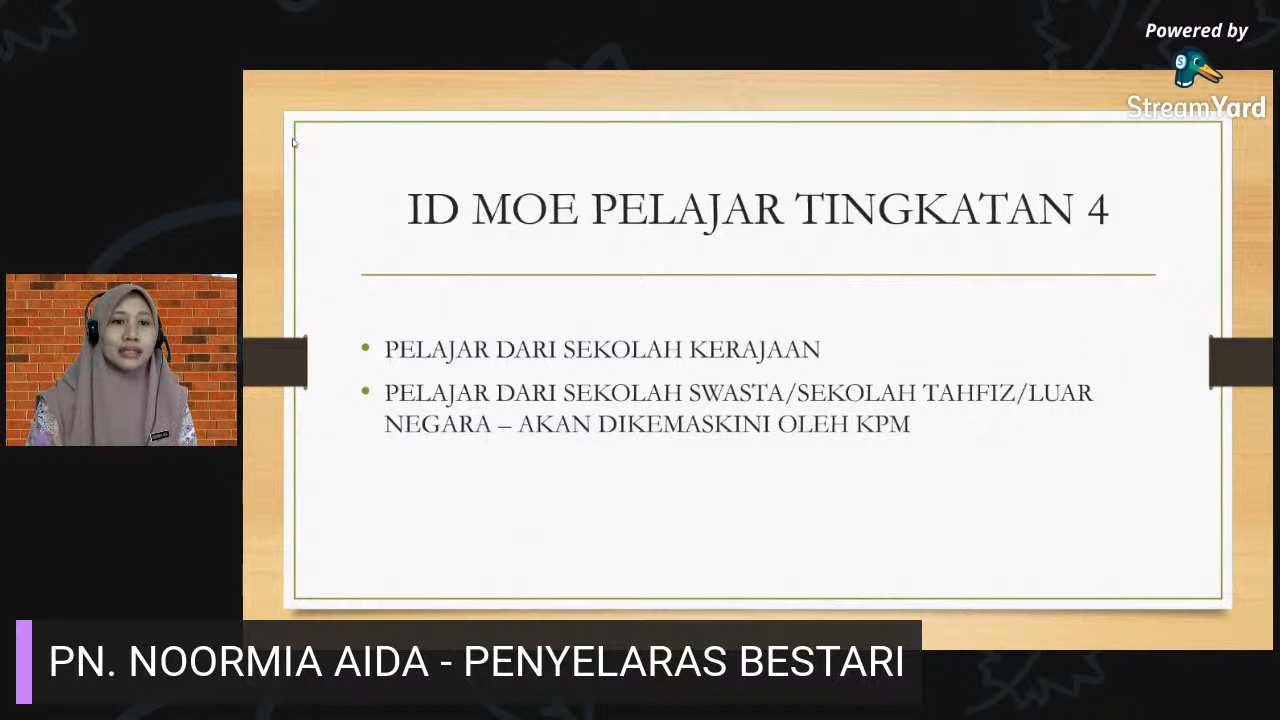 Powered by
StreamYard
ID MOE PELAJAR TINGKATAN 4
• PELAJAR DARI SEKOLAH KERAJAAN
• PELAJAR DARI SEKOLAH SWASTA/SEKOLAH TAHFIZ/LUAR
NEGARA – AKAN DIKEMASKINI OLEH KPM
PN. NOORMIA AIDA - PENYELARAS BESTARI